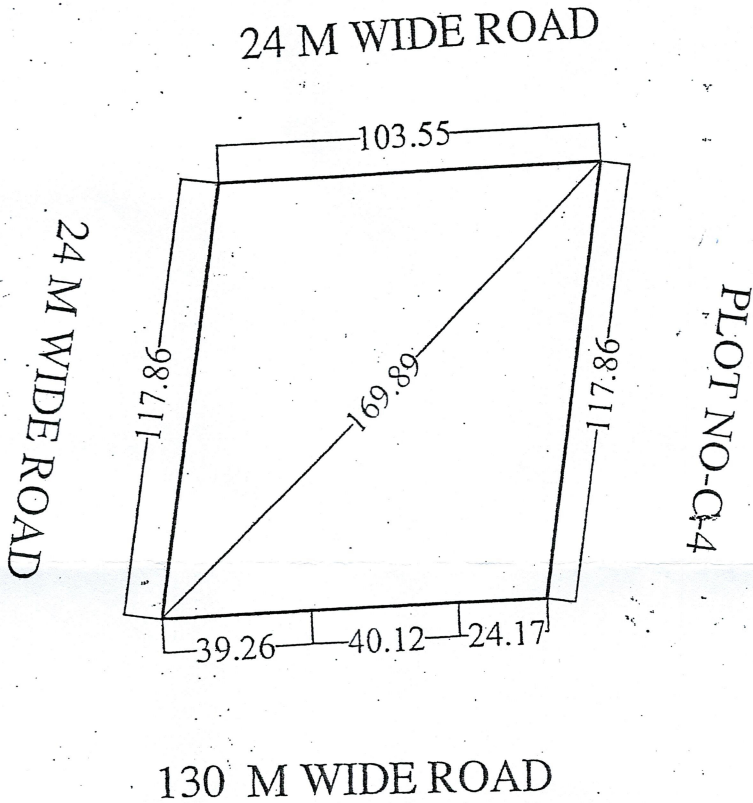 24 M WIDE ROAD
103.55
24 M WIDE ROAD
117.86
169.89
117.86
PLOT NO-C-4
39.26
40.12
24.17
130 M WIDE ROAD